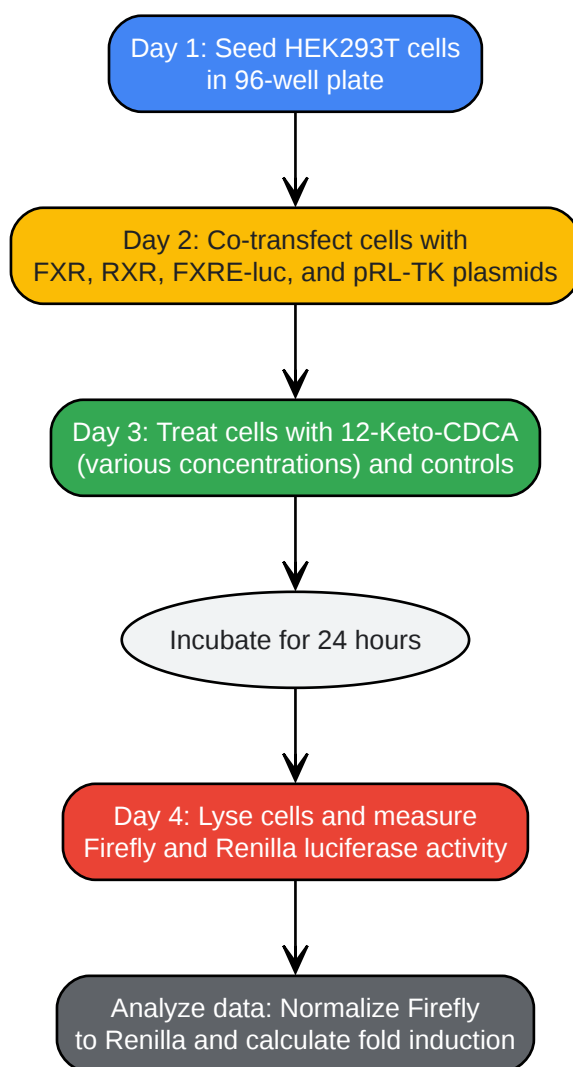 Day 1: Seed HEK293T cells
in 96-well plate
Day 2: Co-transfect cells with
FXR, RXR, FXRE-luc, and pRL-TK plasmids
Day 3: Treat cells with 12-Keto-CDCA
(various concentrations) and controls
Incubate for 24 hours
Day 4: Lyse cells and measure
Firefly and Renilla luciferase activity
Analyze data: Normalize Firefly
to Renilla and calculate fold induction